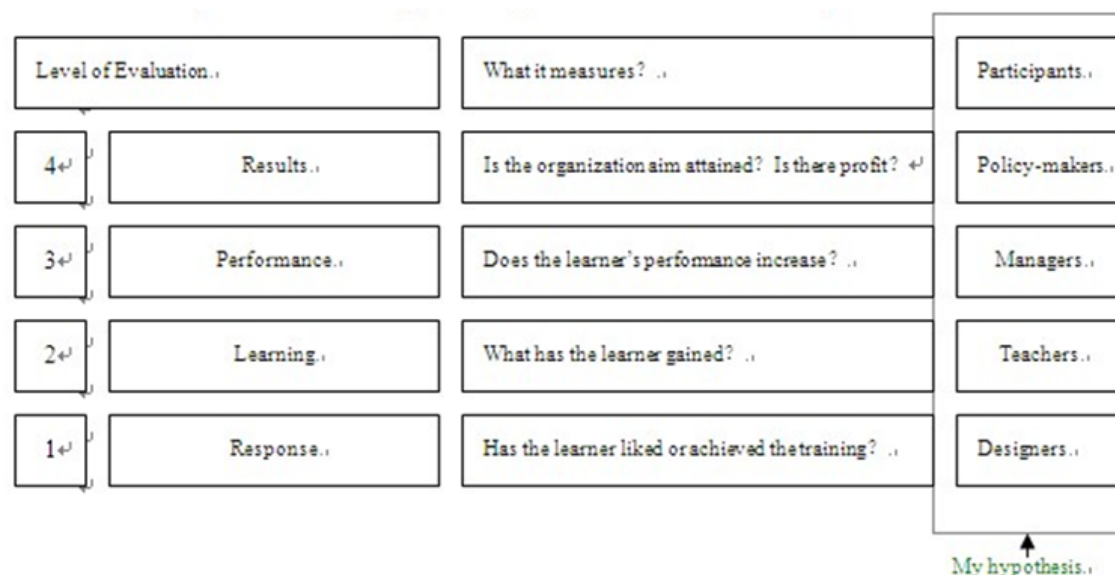 Level of Evaluation. What it measures? Participants.
4 Results. Is the organization aim attained? Is there profit? Policy-makers.
3 Performance. Does the learner's performance increase? Managers.
2 Learning. What has the learner gained? Teachers.
1 Response. Has the learner liked or achieved the training? Designers.
My hypothesis.